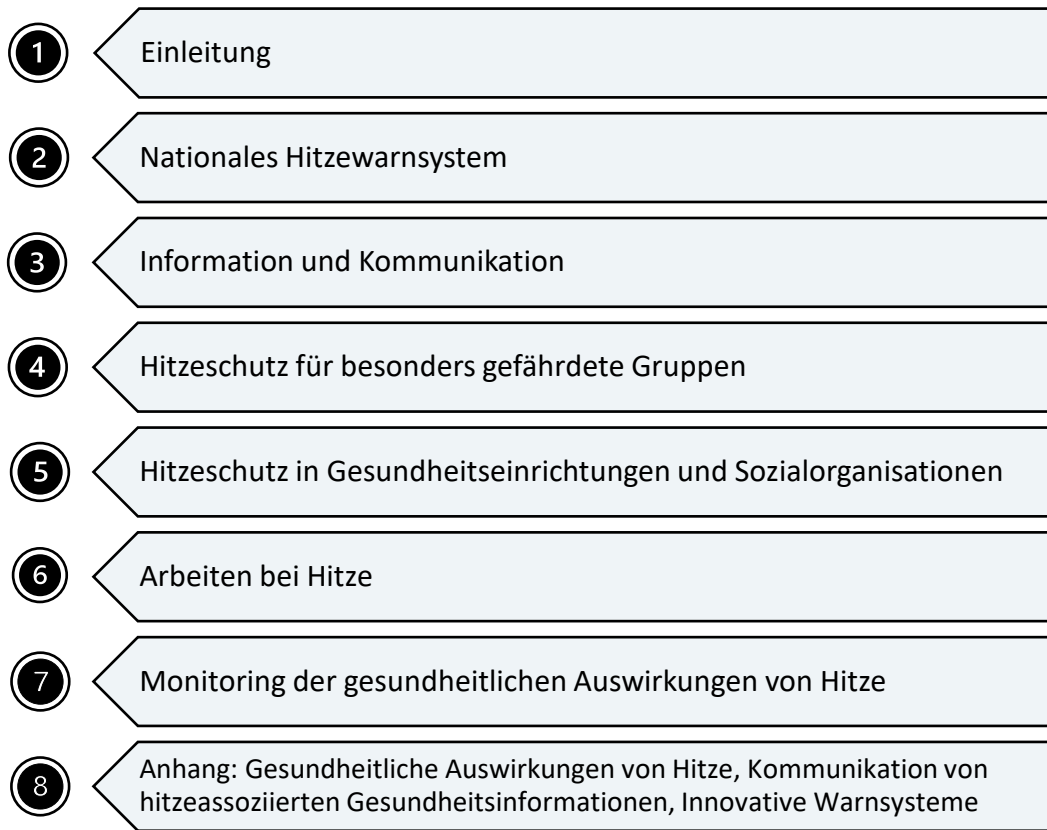 1 Einleitung
2 Nationales Hitzewarnsystem
3 Information und Kommunikation
4 Hitzeschutz für besonders gefährdete Gruppen
5 Hitzeschutz in Gesundheitseinrichtungen und Sozialorganisationen
6 Arbeiten bei Hitze
7 Monitoring der gesundheitlichen Auswirkungen von Hitze
8 Anhang: Gesundheitliche Auswirkungen von Hitze, Kommunikation von
hitzeassoziierten Gesundheitsinformationen, Innovative Warnsysteme